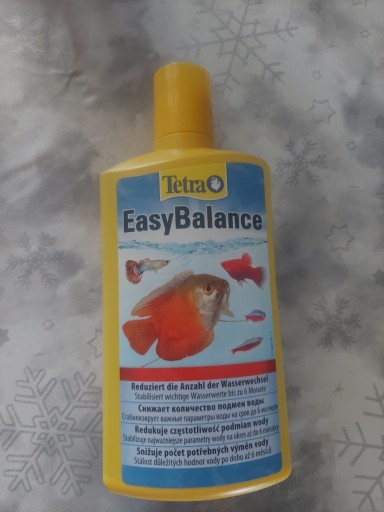 Tetra
EasyBalance
Reduziert die Anzahl der Wasserwechsel
Stabilisiert wichtige Wasserwerte bis zu 6 Monate
Снижает количество подмен воды
Стабилизирует важные параметры воды на срок до 6 месяцев
Redukuje częstotliwość podmian wody
Stabilizuje najważniejsze parametry wody na okres aż do 6 miesięcy
Snižuje počet potřebných výměn vody
Stálost důležitých hodnot vody po dobu až 6 měsíců